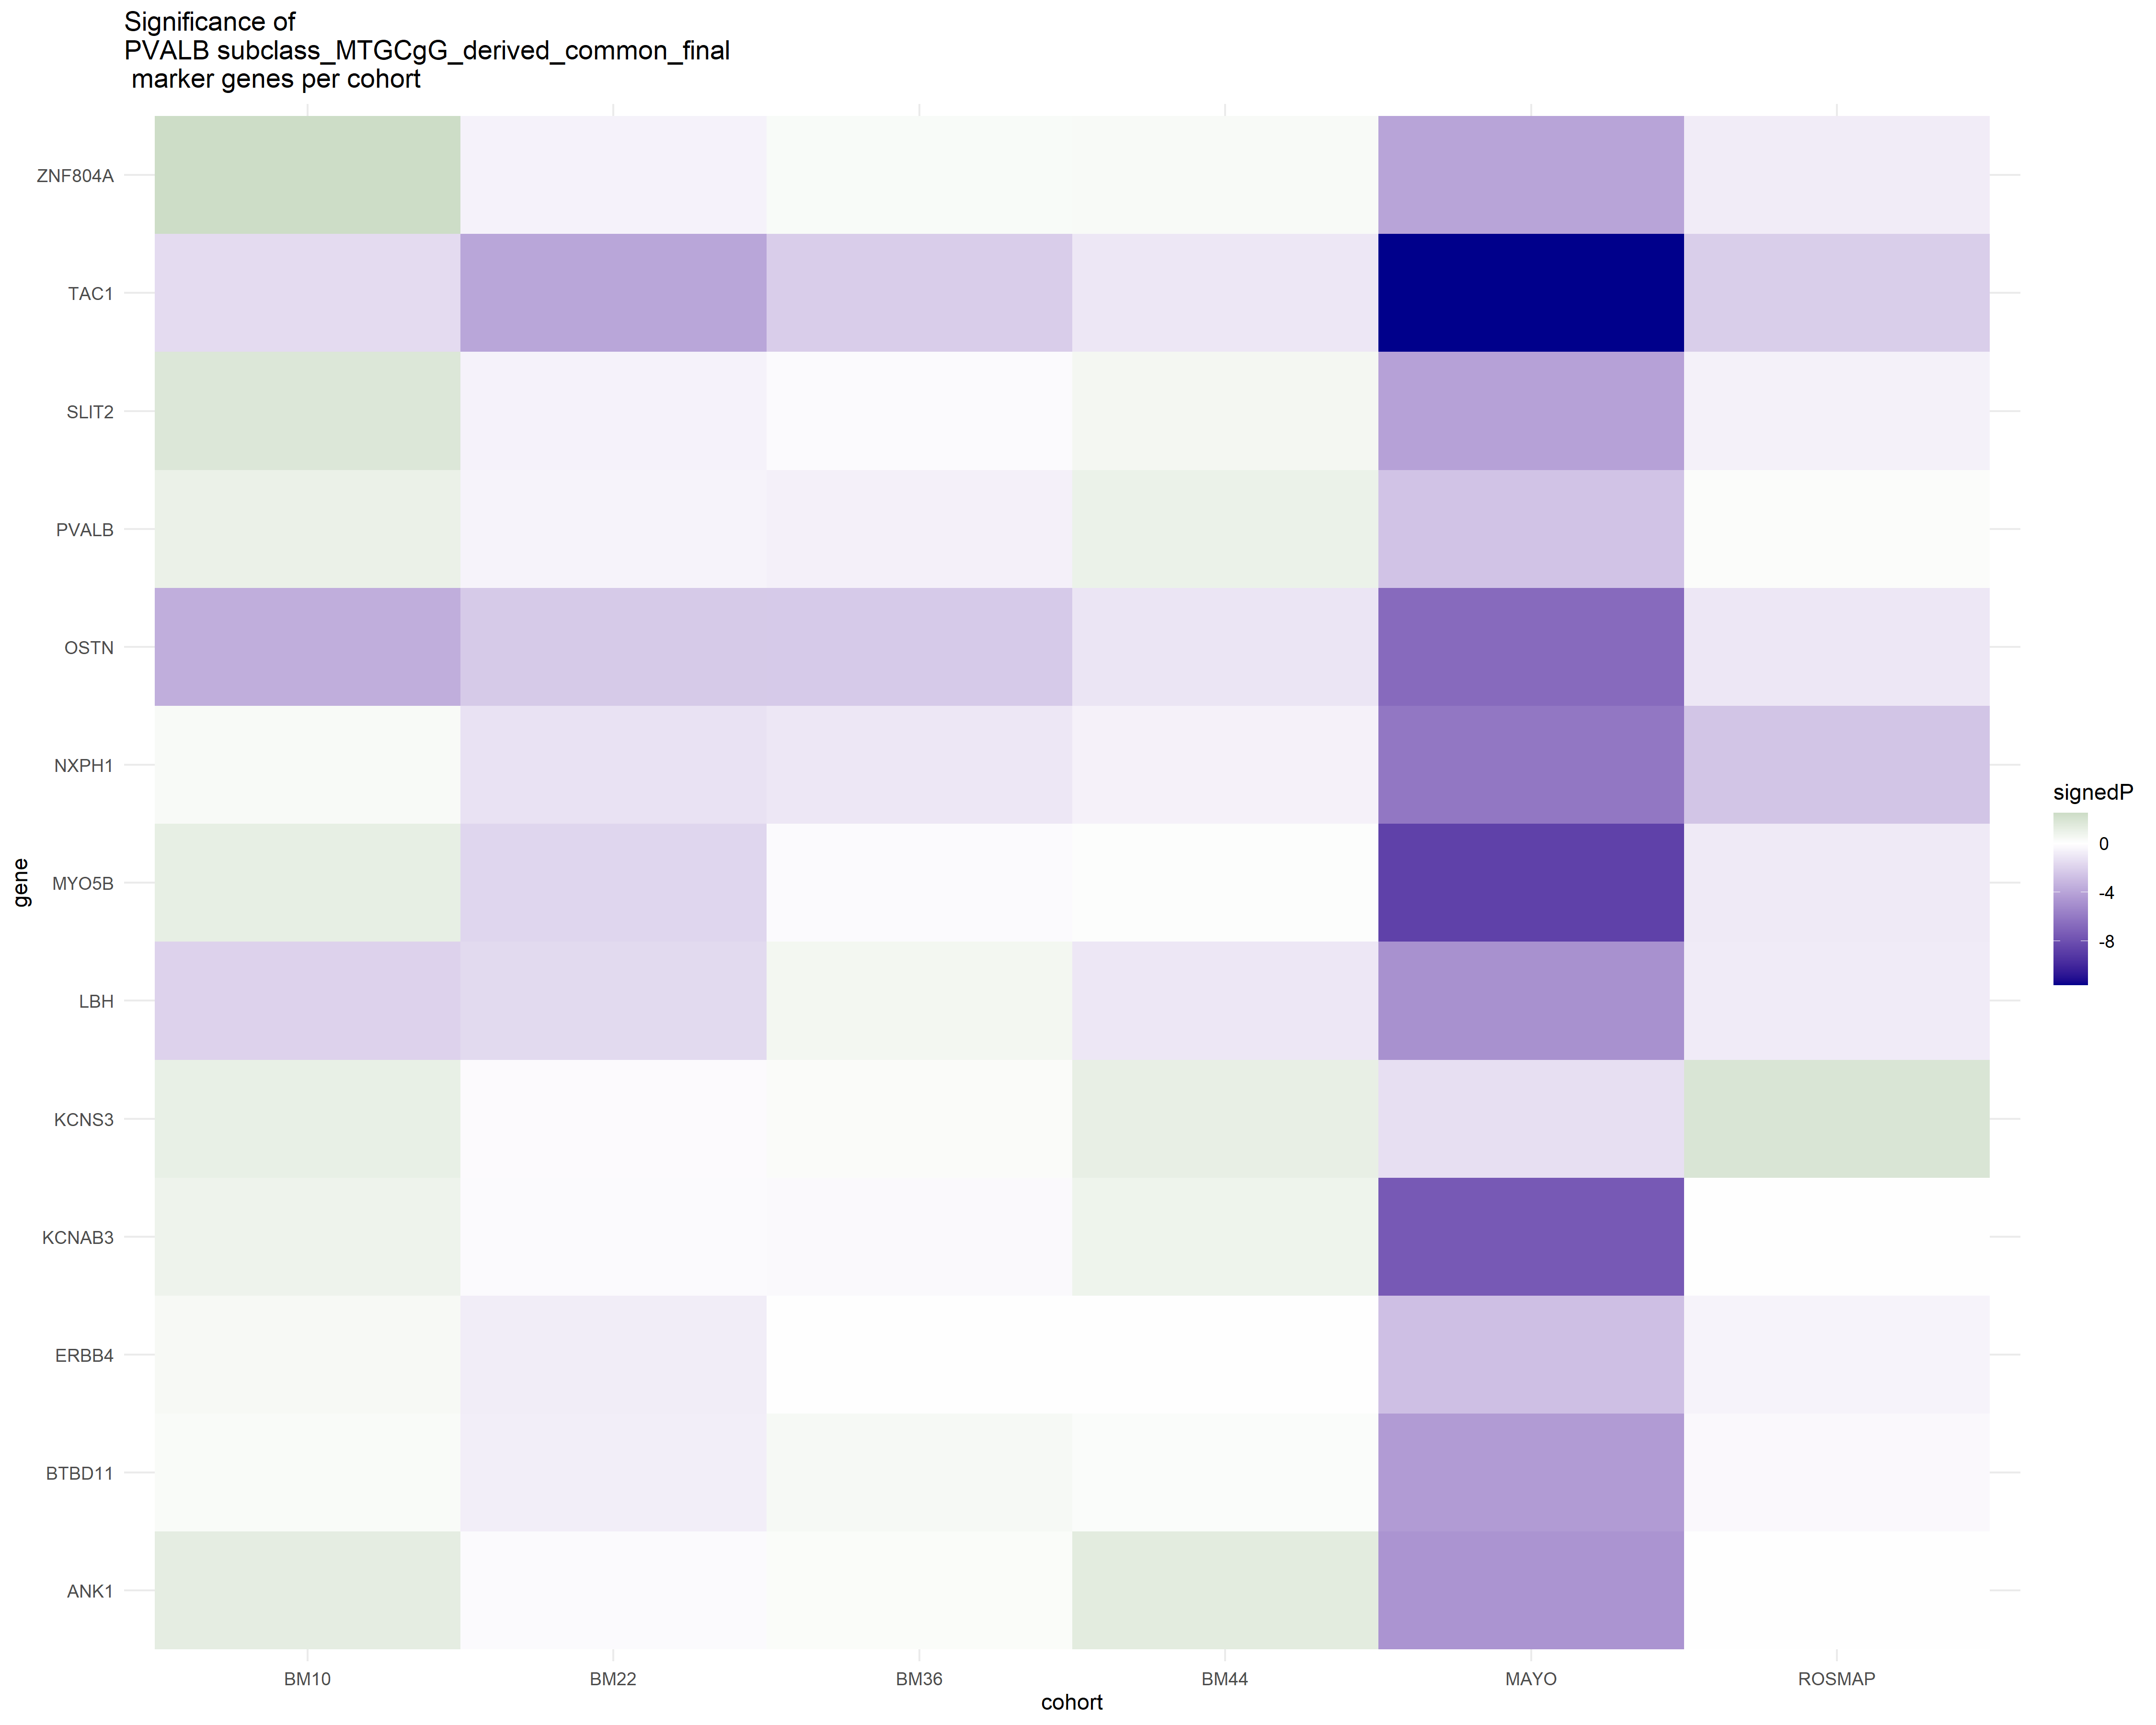 Significance of
PVALB subclass_MTGCgG_derived_common_final
marker genes per cohort
ZNF804A
TAC1
SLIT2
PVALB
OSTN
NXPH1
MYO5B
LBH
KCNS3
KCNAB3
ERBB4
BTBD11
ANK1
gene
BM10 BM22 BM36 BM44 MAYO ROSMAP
cohort
signedP
0
-4
-8